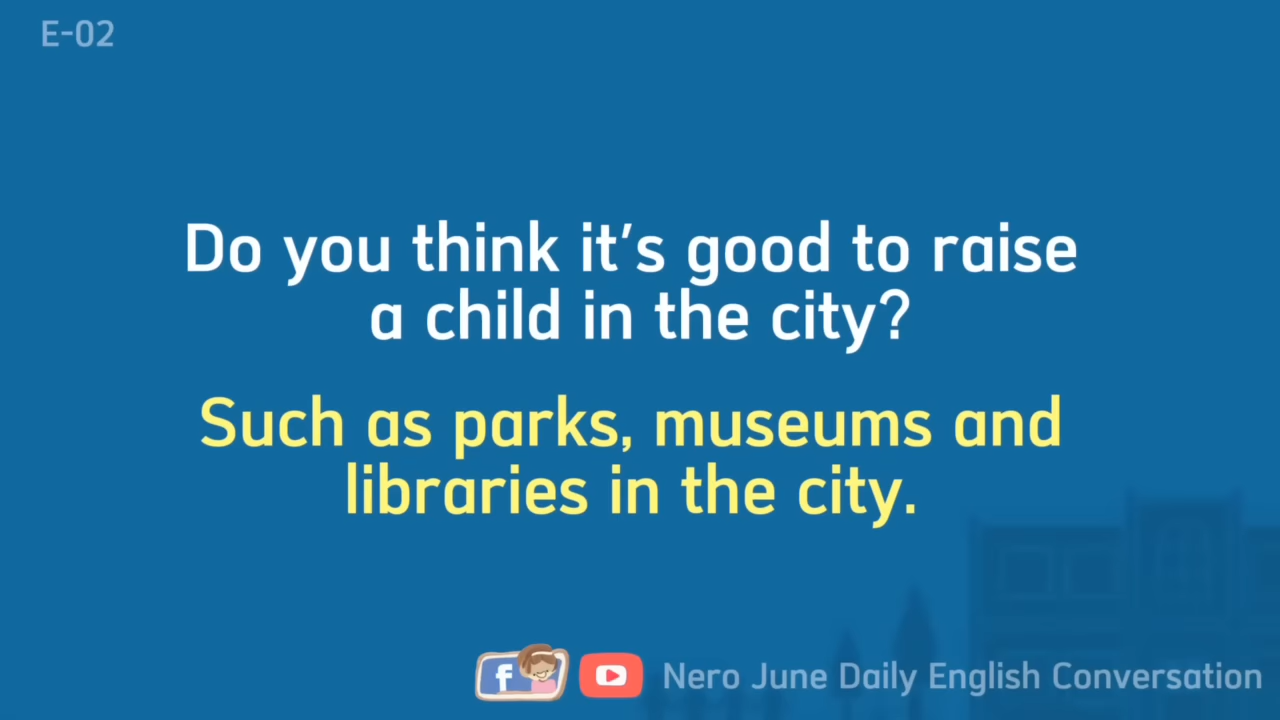 E-02
Do you think it's good to raise
a child in the city?
Such as parks, museums and
libraries in the city.
f
Nero June Daily English Conversation